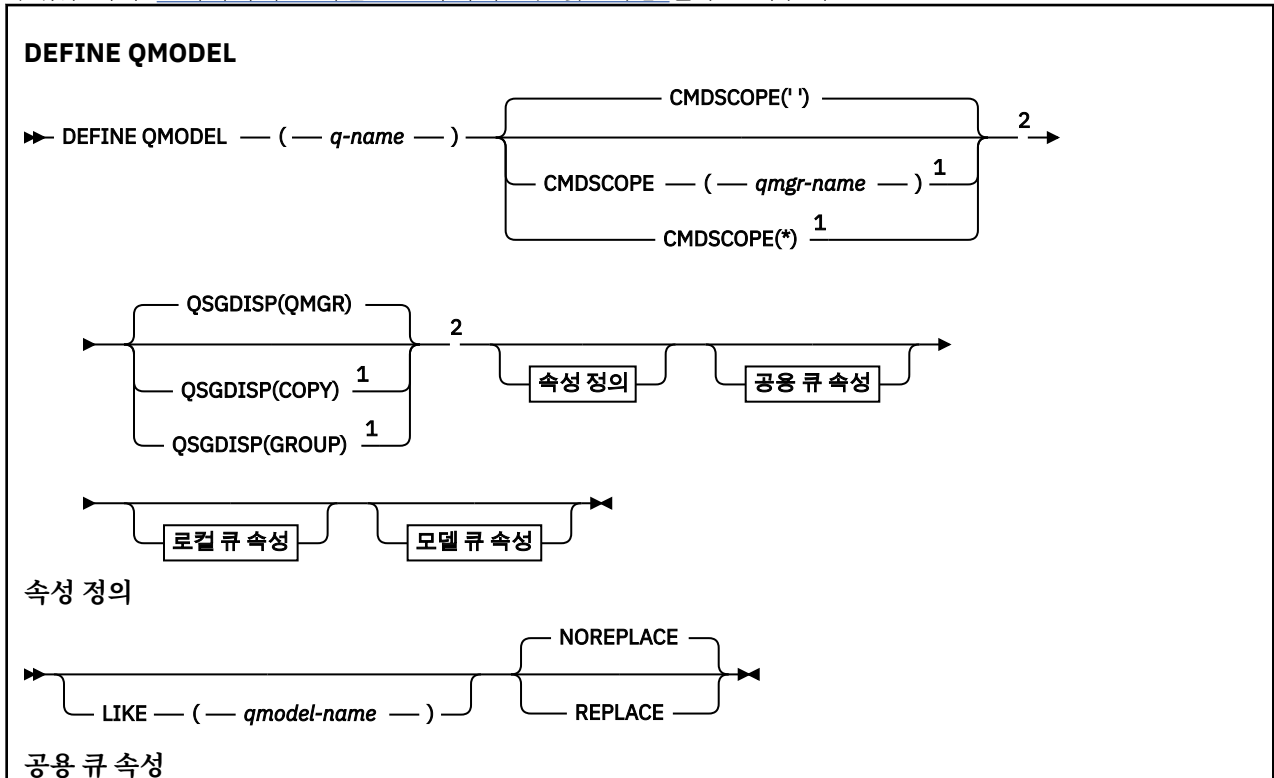 DEFINE QMODEL
CMDSCOPE(' ')
DEFINE QMODEL ( q-name ) 2
CMDSCOPE ( qmgr-name ) 1
CMDSCOPE(*) 1
QSGDISP(QMGR)
2
QSGDISP(COPY) 1
속성 정의 공용 큐 속성
QSGDISP(GROUP) 1
로컬 큐 속성 모델 큐 속성
속성 정의
NOREPLACE
LIKE ( qmodel-name ) REPLACE
공용 큐 속성